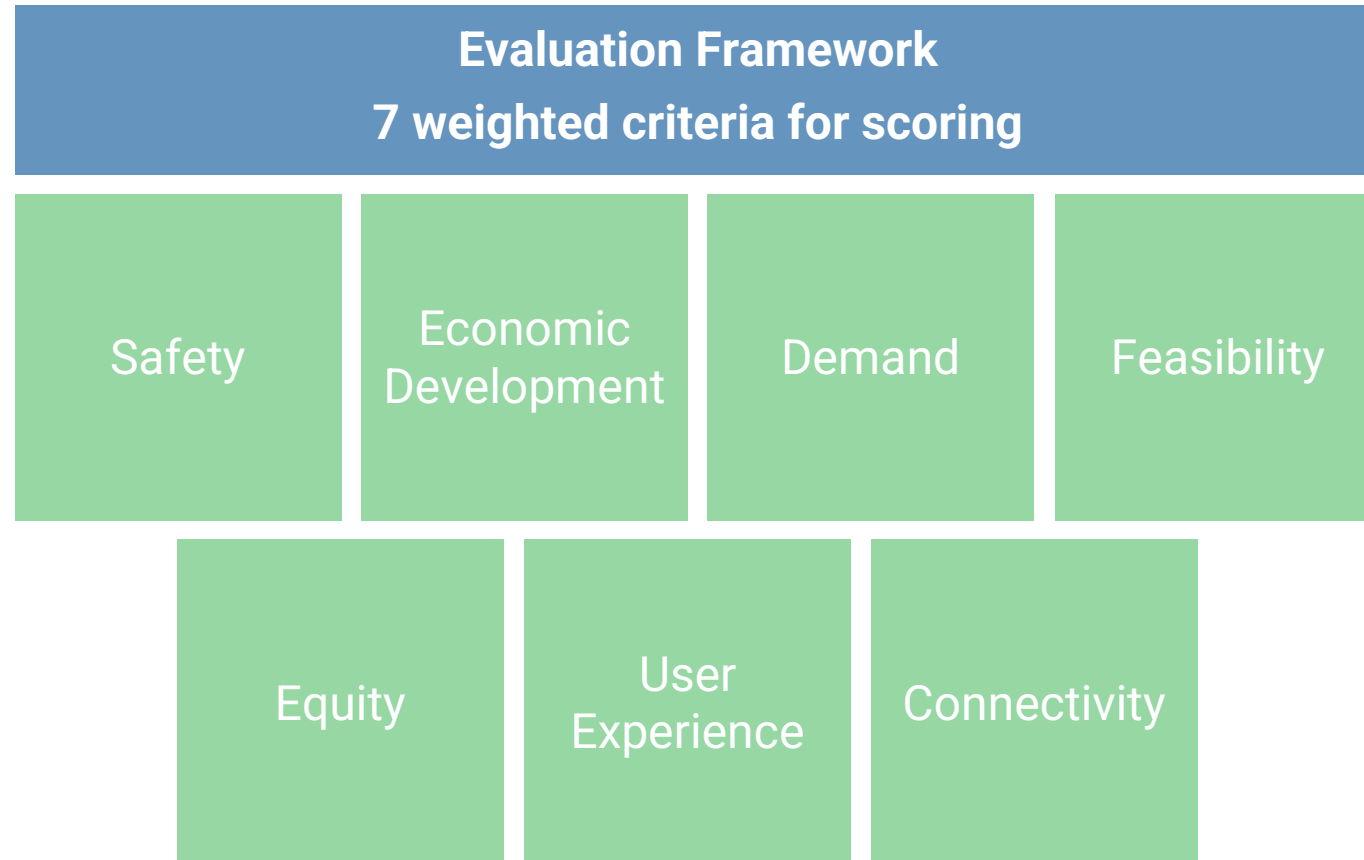 Evaluation Framework
7 weighted criteria for scoring
Safety
Economic
Development
Demand
Feasibility
Equity
User
Experience
Connectivity